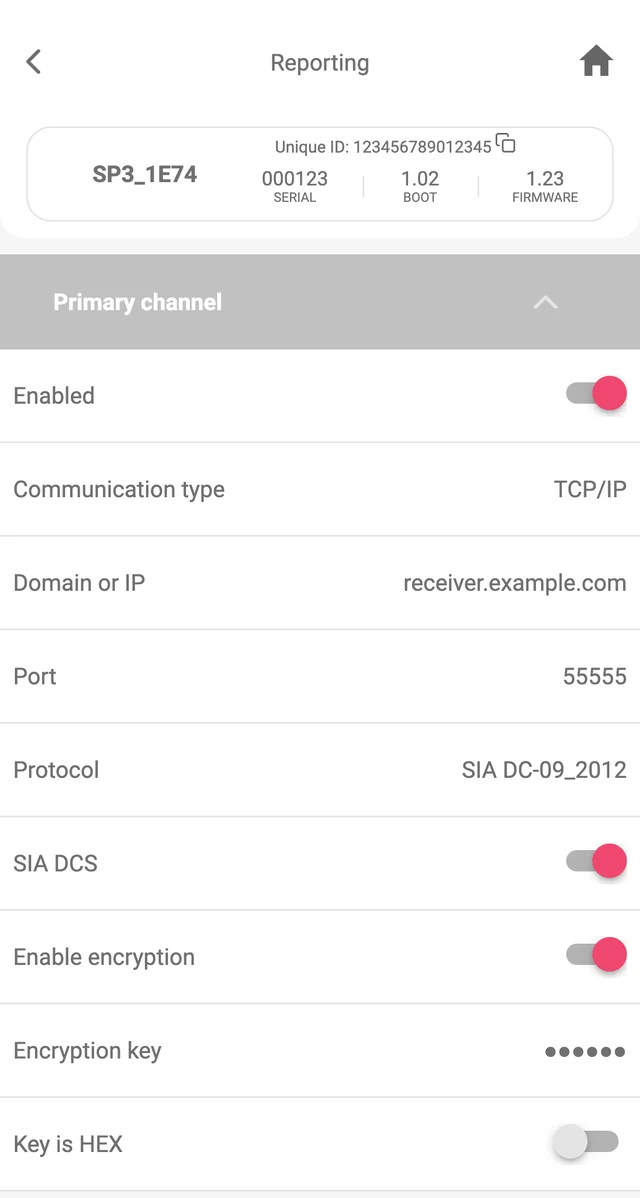 Reporting
Unique ID: 123456789012345
SP3_1E74
000123 1.02 1.23
SERIAL BOOT FIRMWARE
Primary channel
Enabled
Communication type TCP/IP
Domain or IP receiver.example.com
Port 55555
Protocol SIA DC-09_2012
SIA DCS
Enable encryption
Encryption key ••••••
Key is HEX